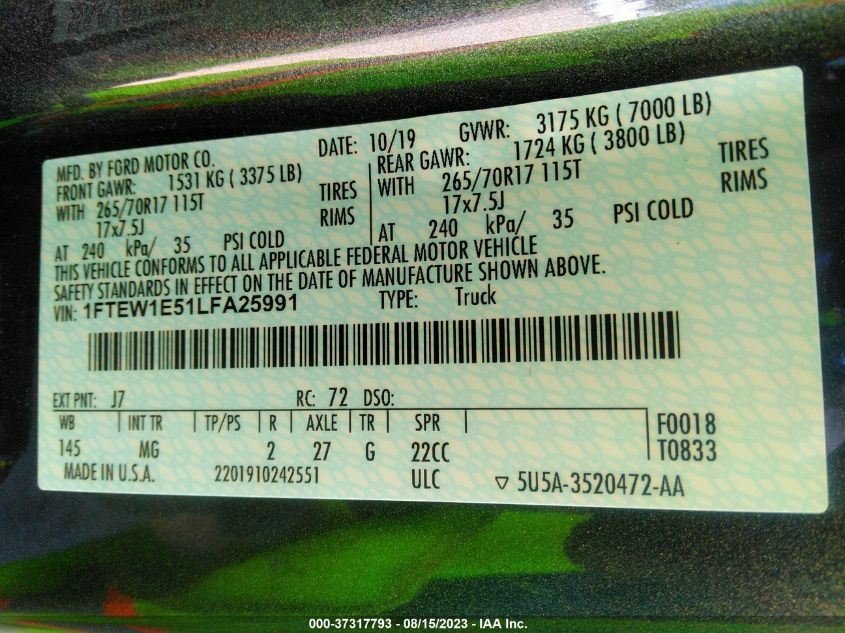 MFD. BY FORD MOTOR CO. DATE: 10/19 GVWR: 3175 KG ( 7000 LB)
FRONT GAWR: 1531 KG ( 3375 LB) REAR GAWR: 1724 KG ( 3800 LB)
WITH 265/70R17 115T TIRES WITH 265/70R17 115T TIRES
17x7.5J RIMS 17x7.5J RIMS
AT 240 kPa/ 35 PSI COLD AT 240 kPa/ 35 PSI COLD
THIS VEHICLE CONFORMS TO ALL APPLICABLE FEDERAL MOTOR VEHICLE
SAFETY STANDARDS IN EFFECT ON THE DATE OF MANUFACTURE SHOWN ABOVE.
VIN: 1FTEW1E51LFA25991 TYPE: Truck
EXT PNT: J7 RC: 72 DSO:
WB INT TR TP/PS R AXLE TR SPR F0018
145 MG 2 27 G 22CC T0833
MADE IN U.S.A. 2201910242551 ULC ▽ 5U5A-3520472-AA
000-37317793 - 08/15/2023 - IAA Inc.